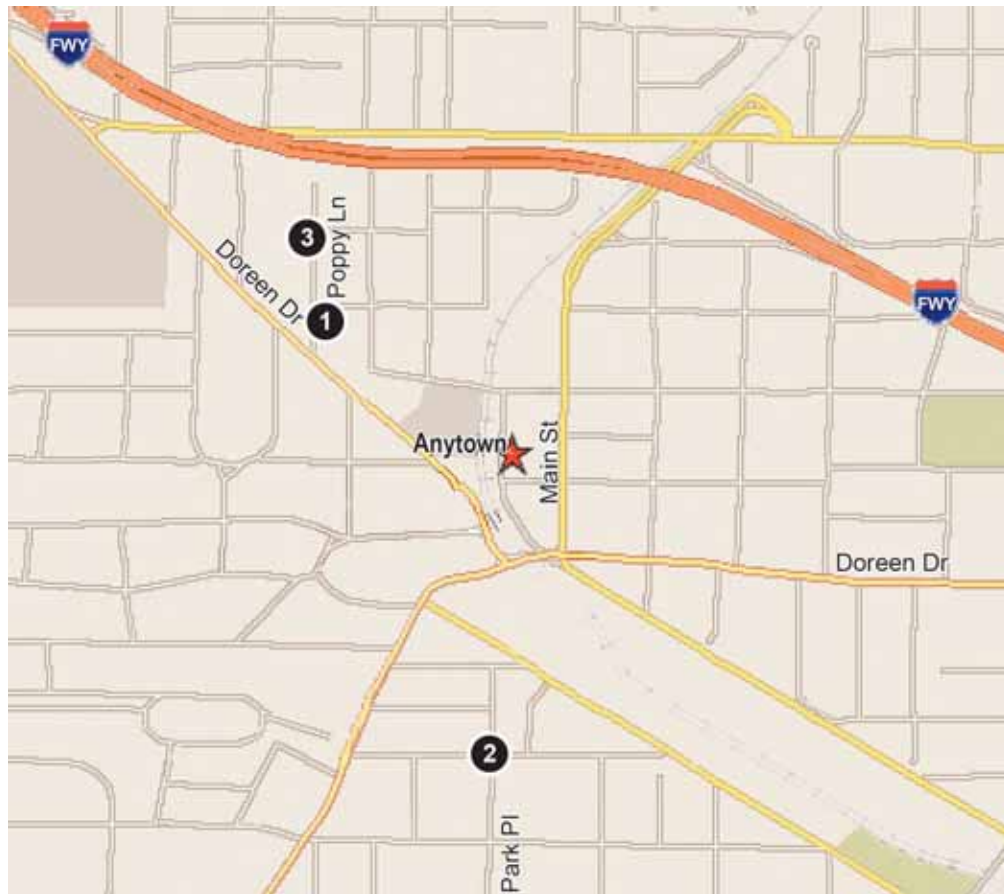 FWY
Poppy Ln
3
Doreen Dr
1
FWY
Anytown
Main St
Doreen Dr
2
Park Pl